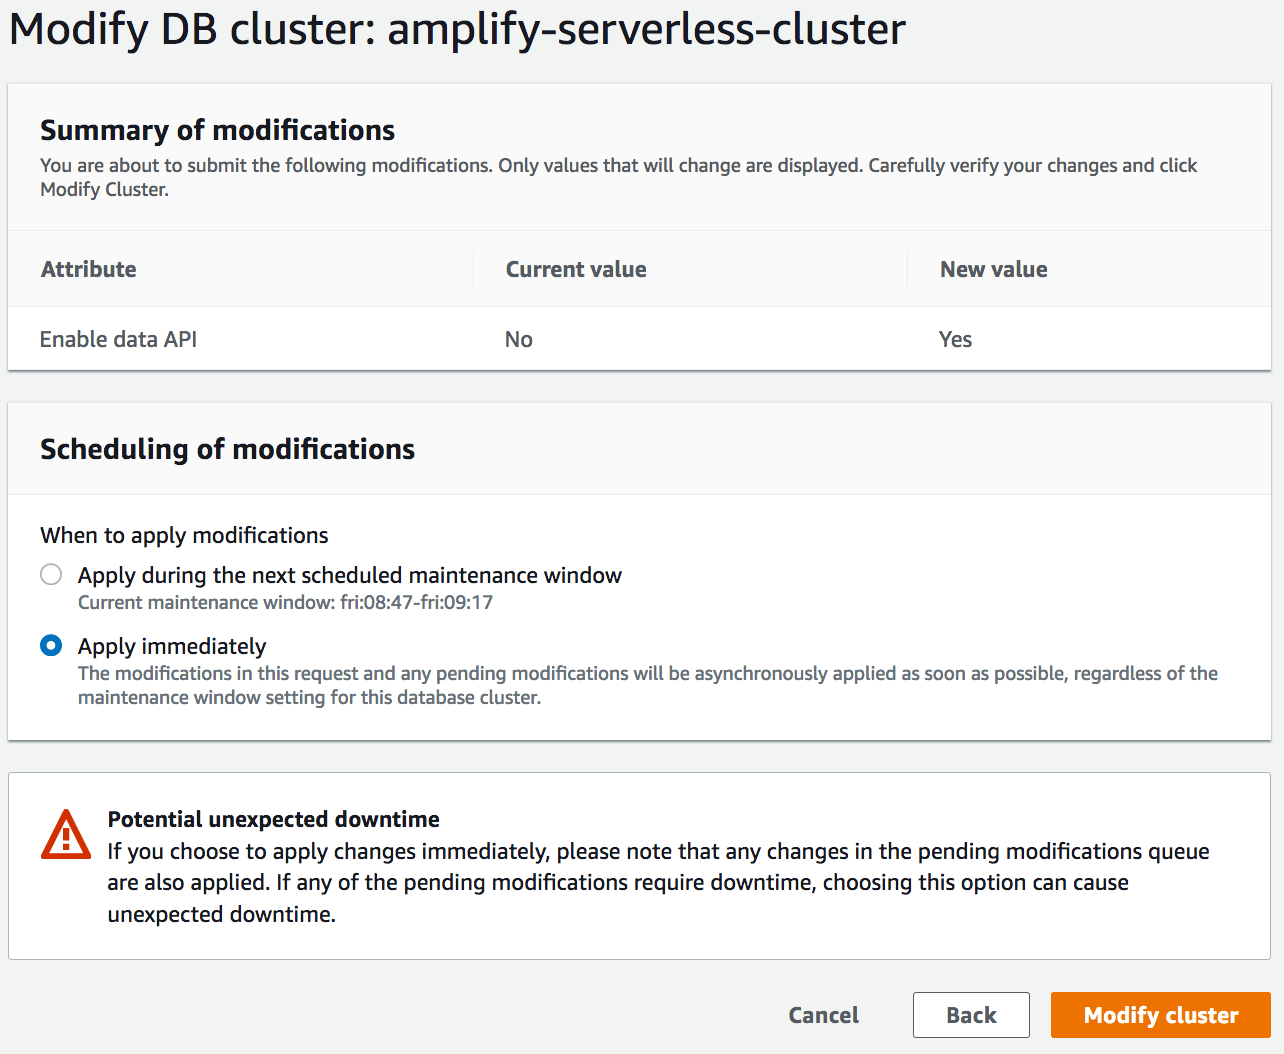 Modify DB cluster: amplify-serverless-cluster
Summary of modifications
You are about to submit the following modifications. Only values that will change are displayed. Carefully verify your changes and click
Modify Cluster.
Attribute Current value New value
Enable data API No Yes
Scheduling of modifications
When to apply modifications
Apply during the next scheduled maintenance window
Current maintenance window: fri:08:47-fri:09:17
Apply immediately
The modifications in this request and any pending modifications will be asynchronously applied as soon as possible, regardless of the
maintenance window setting for this database cluster.
Potential unexpected downtime
If you choose to apply changes immediately, please note that any changes in the pending modifications queue
are also applied. If any of the pending modifications require downtime, choosing this option can cause
unexpected downtime.
Cancel Back Modify cluster